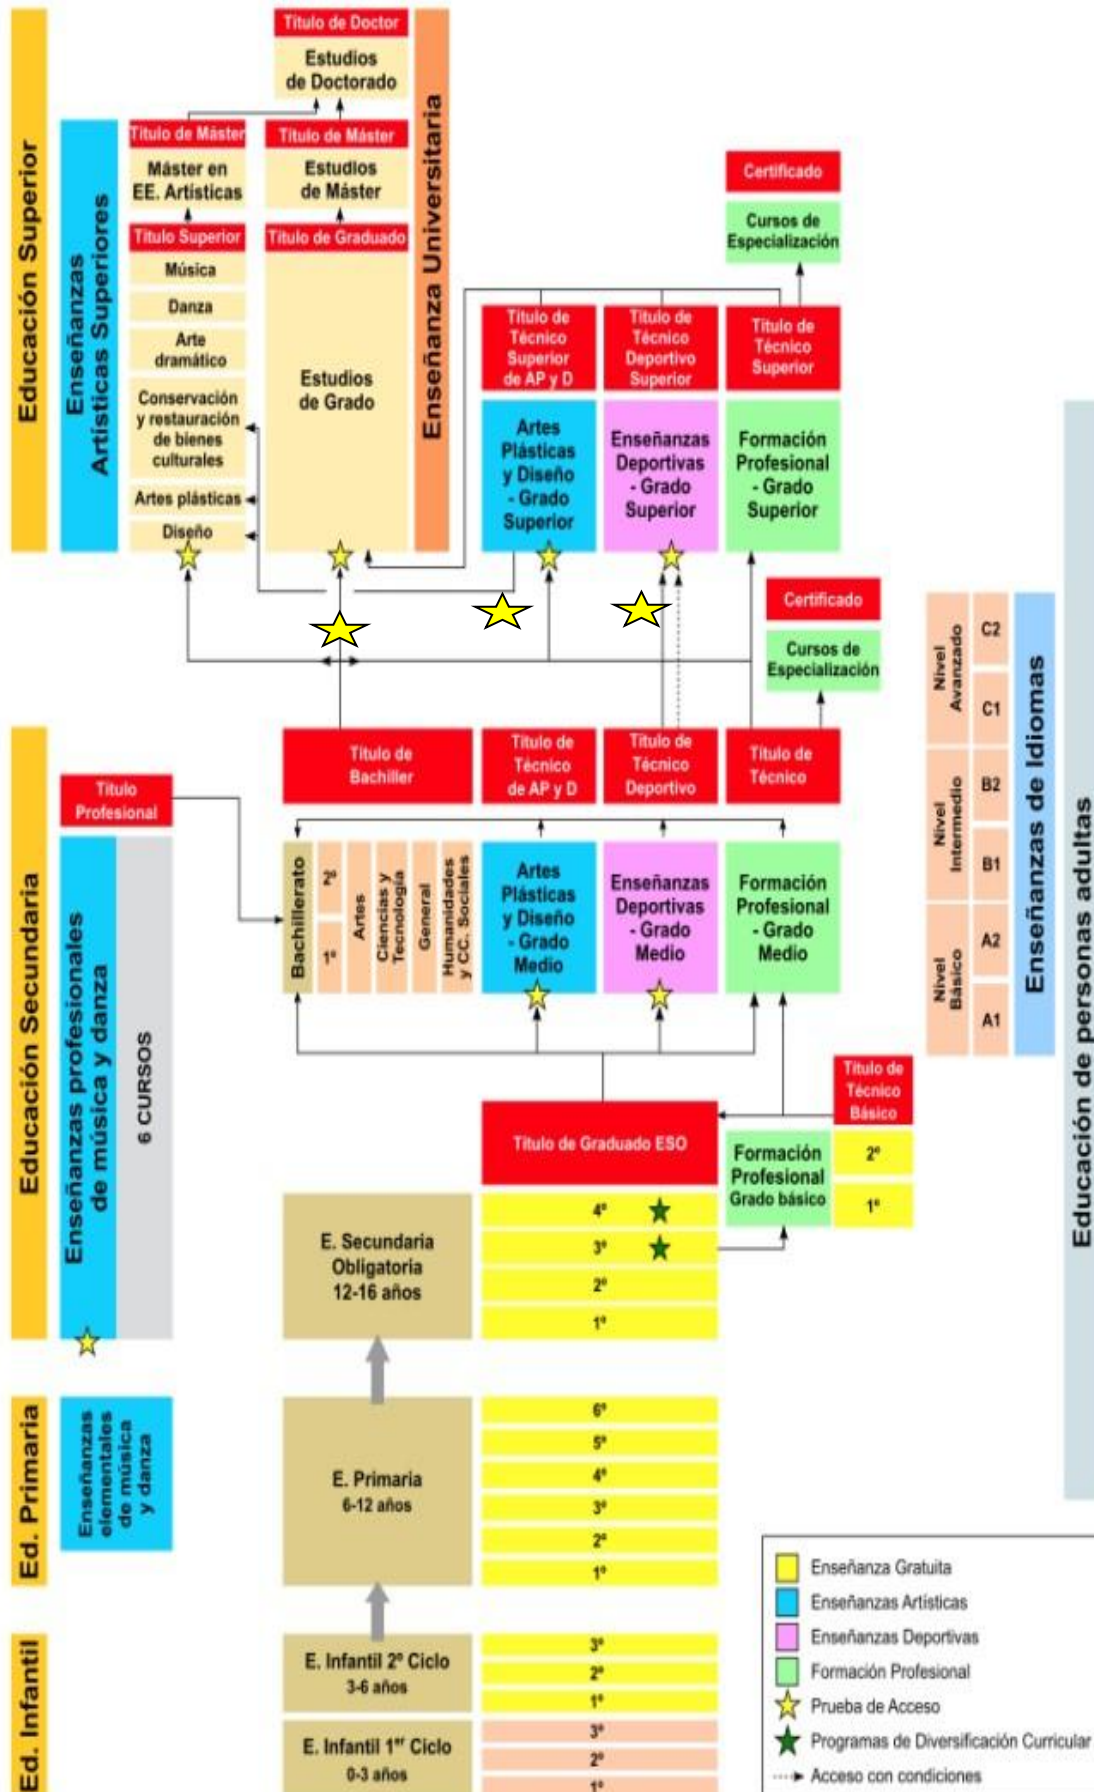 Educación Superior
Enseñanzas
Artísticas Superiores
Título de Doctor
Estudios
de Doctorado
Título de Máster
Máster en
EE. Artísticas
Título Superior
Música
Danza
Arte
dramático
Conservación
y restauración
de bienes
culturales
Artes plásticas
Diseño
Título de Máster
Estudios
de Máster
Título de Graduado
Estudios
de Grado
Enseñanza Universitaria
Certificado
Cursos de
Especialización
Título de
Técnico
Superior
de AP y D
Título de
Técnico
Deportivo
Superior
Título de
Técnico
Superior
Artes
Plásticas
y Diseño
- Grado
Superior
Enseñanzas
Deportivas
- Grado
Superior
Formación
Profesional
- Grado
Superior
Certificado
Cursos de
Especialización
Educación Secundaria
Título
Profesional
Enseñanzas profesionales
de música y danza
6 CURSOS
Título de
Bachiller
Título de
Técnico
de AP y D
Título de
Técnico
Deportivo
Título de
Técnico
Bachillerato
2º
1º
Artes
Ciencias y
Tecnología
General
Humanidades
y CC. Sociales
Artes
Plásticas
y Diseño
- Grado
Medio
Enseñanzas
Deportivas
- Grado
Medio
Formación
Profesional
- Grado
Medio
Título de Graduado ESO
Título de
Técnico
Básico
Formación
Profesional
Grado básico
2º
1º
E. Secundaria
Obligatoria
12-16 años
4º
3º
2º
1º
Ed. Primaria
Enseñanzas
elementales
de música
y danza
E. Primaria
6-12 años
6º
5º
4º
3º
2º
1º
Ed. Infantil
E. Infantil 2º Ciclo
3-6 años
3º
2º
1º
E. Infantil 1er Ciclo
0-3 años
3º
2º
1º
Nivel
Avanzado
C2
C1
Nivel
Intermedio
B2
B1
Nivel
Básico
A2
A1
Enseñanzas de Idiomas
Educación de personas adultas
Enseñanza Gratuita
Enseñanzas Artísticas
Enseñanzas Deportivas
Formación Profesional
Prueba de Acceso
Programas de Diversificación Curricular
Acceso con condiciones